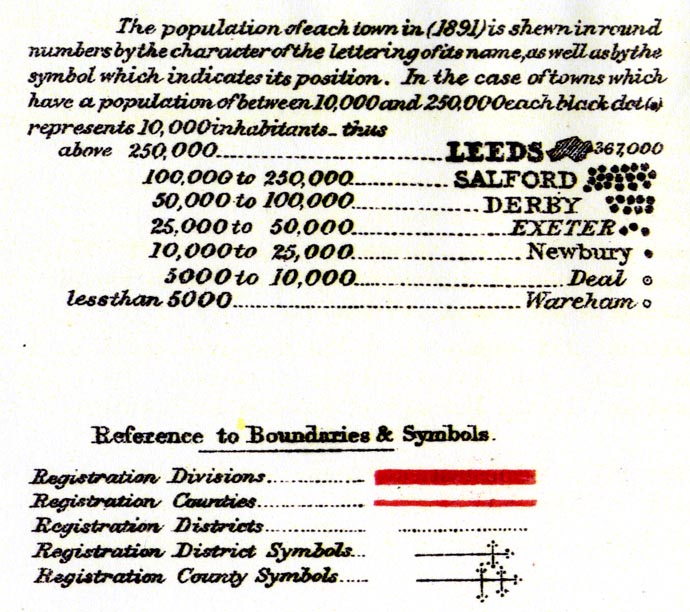 The population of each town in (1891) is shewn in round
numbers by the character of the lettering of its name, as well as by the
symbol which indicates its position. In the case of towns which
have a population of between 10,000 and 250,000 each black dot (•)
represents 10,000 inhabitants_ thus
above 250,000........................LEEDS 367,000
100,000 to 250,000..............SALFORD
50,000 to 100,000..................DERBY
25,000 to 50,000......................EXETER
10,000 to 25,000........................Newbury
5000 to 10,000..............................Deal
less than 5000..................................Wareham
Reference to Boundaries & Symbols.
Registration Divisions..............
Registration Counties...............
Registration Districts..............
Registration District Symbols...
Registration County Symbols.....